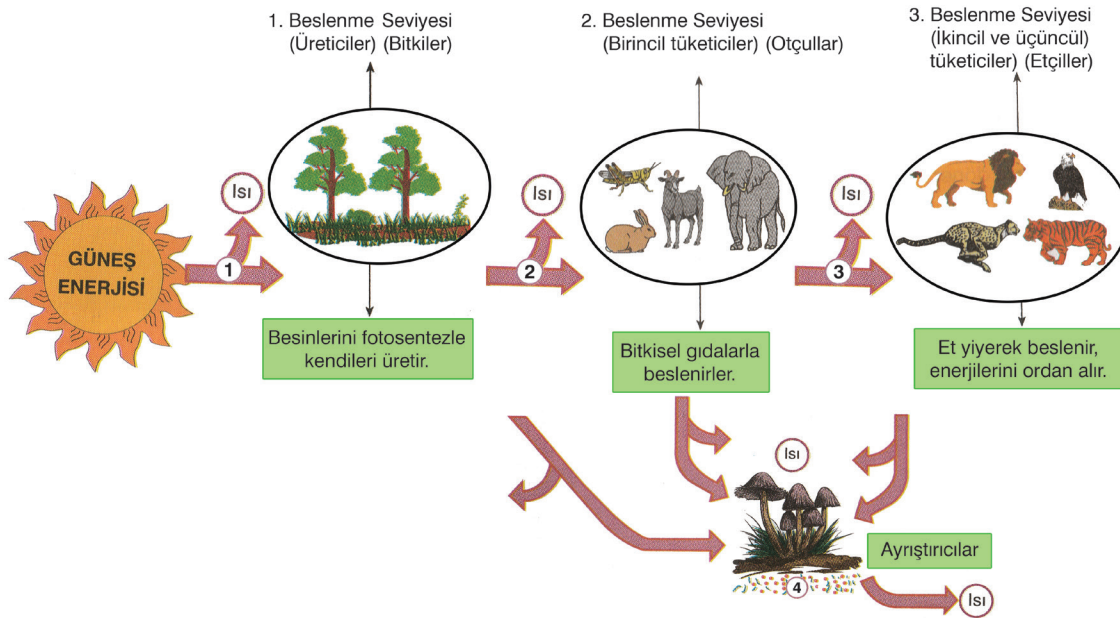 1. Beslenme Seviyesi
(Üreticiler) (Bitkiler)
2. Beslenme Seviyesi
(Birincil tüketiciler) (Otçullar)
3. Beslenme Seviyesi
(İkincil ve üçüncül)
tüketiciler) (Etçiller)
GÜNEŞ
ENERJİSİ
Isı
1
Isı
2
Isı
3
Besinlerini fotosentezle
kendileri üretir.
Bitkisel gıdalarla
beslenirler.
Et yiyerek beslenir,
enerjilerini ordan alır.
Isı
Ayrıştırıcılar
4
Isı